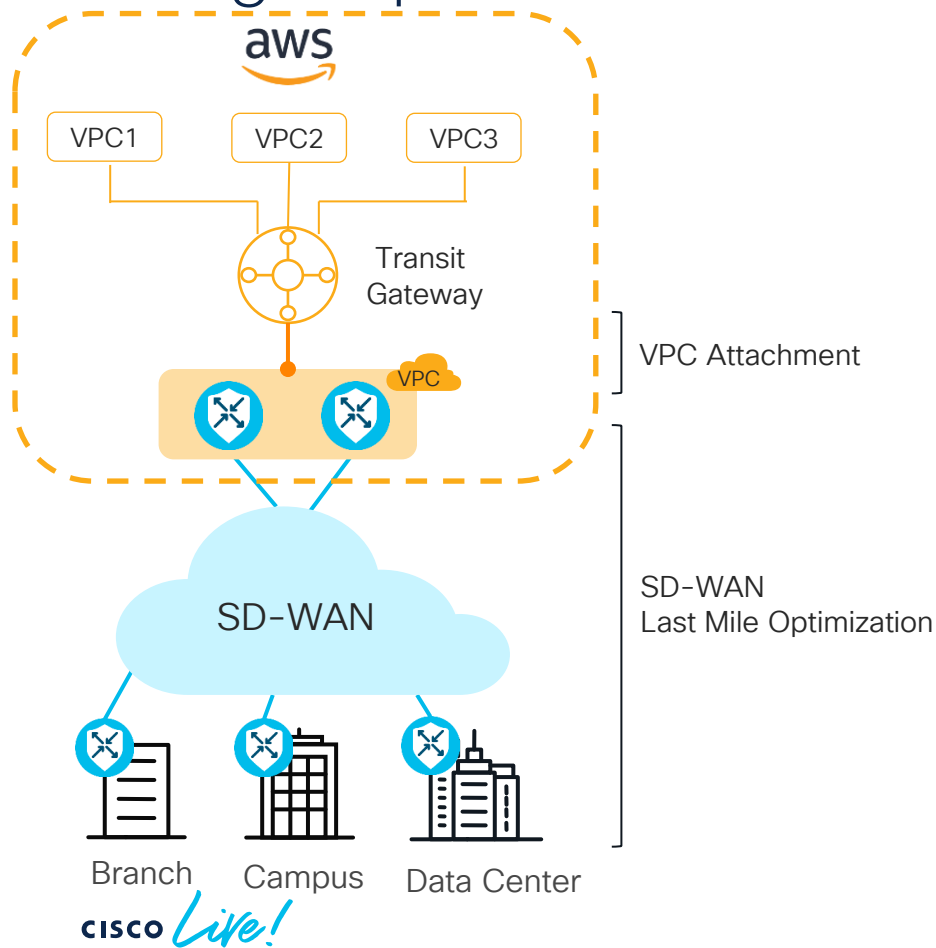 aws
VPC1
VPC2
VPC3
Transit
Gateway
VPC Attachment
VPC
SD-WAN
SD-WAN
Last Mile Optimization
Branch
Campus
Data Center
CISCO Live!